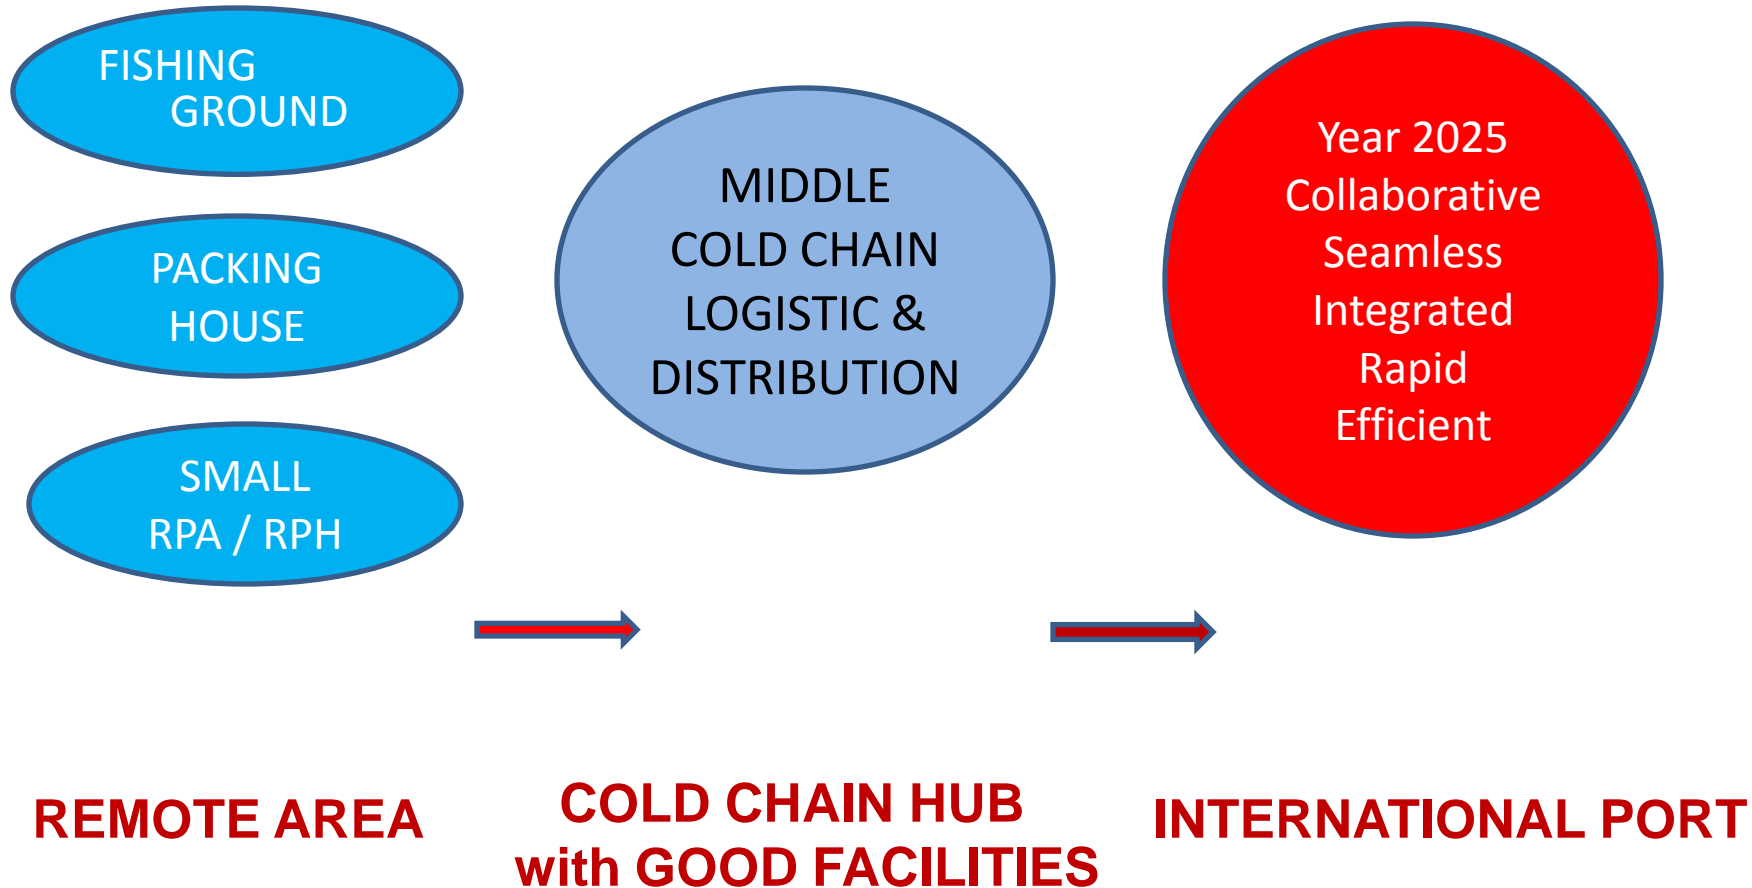 FISHING
GROUND
PACKING
HOUSE
SMALL
RPA / RPH
MIDDLE
COLD CHAIN
LOGISTIC &
DISTRIBUTION
Year 2025
Collaborative
Seamless
Integrated
Rapid
Efficient
REMOTE AREA
COLD CHAIN HUB
with GOOD FACILITIES
INTERNATIONAL PORT